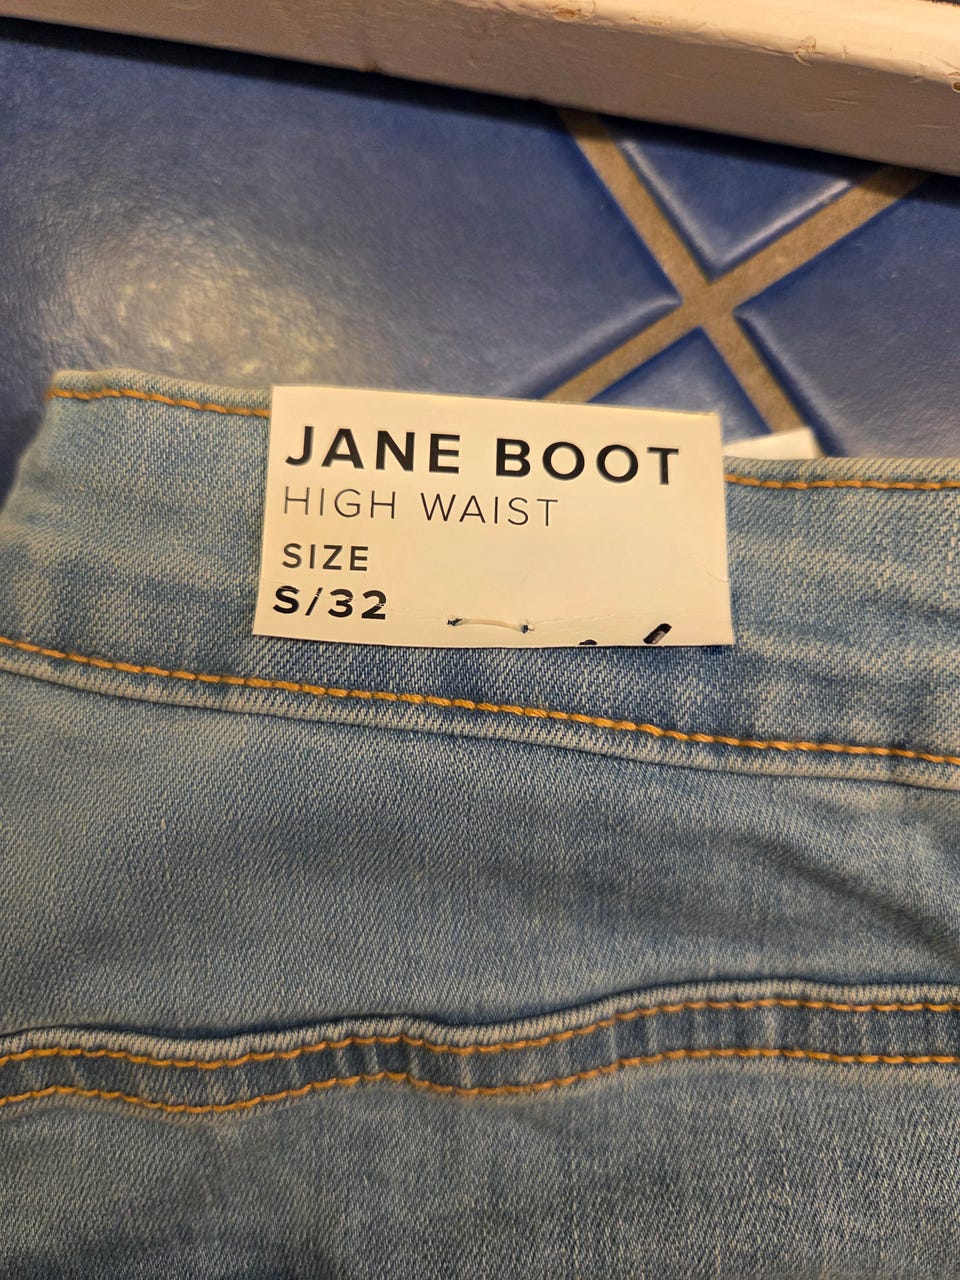 JANE BOOT
HIGH WAIST
SIZE
S/32